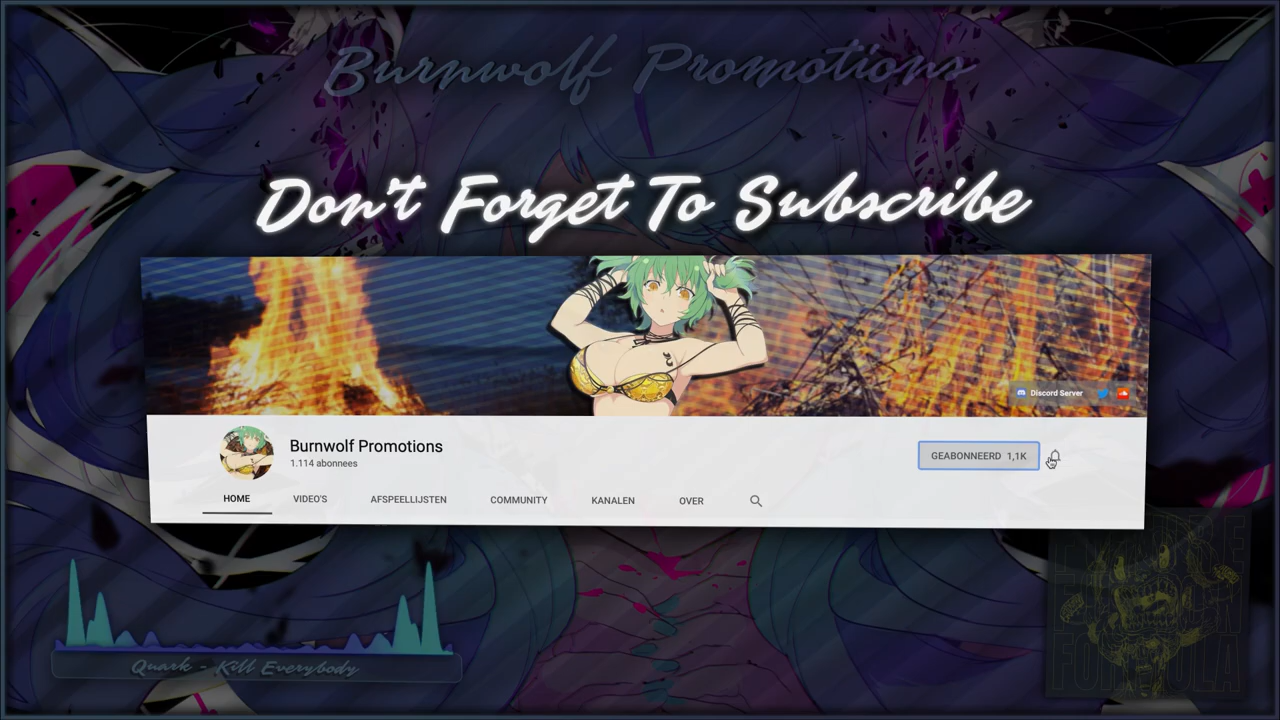 Burnwolf Promotions
Don't Forget To Subscribe
Discord Server
Burnwolf Promotions
1.114 abonnees
GEABONNEERD 1,1K
HOME VIDEO'S AFSPEELLIJSTEN COMMUNITY KANALEN OVER
Quark - Kill Everybody